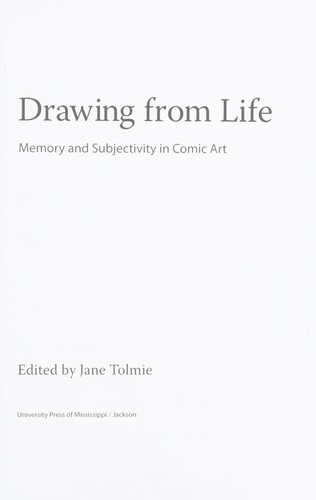 Drawing from Life
Memory and Subjectivity in Comic Art
Edited by Jane Tolmie
University Press of Mississippi / Jackson